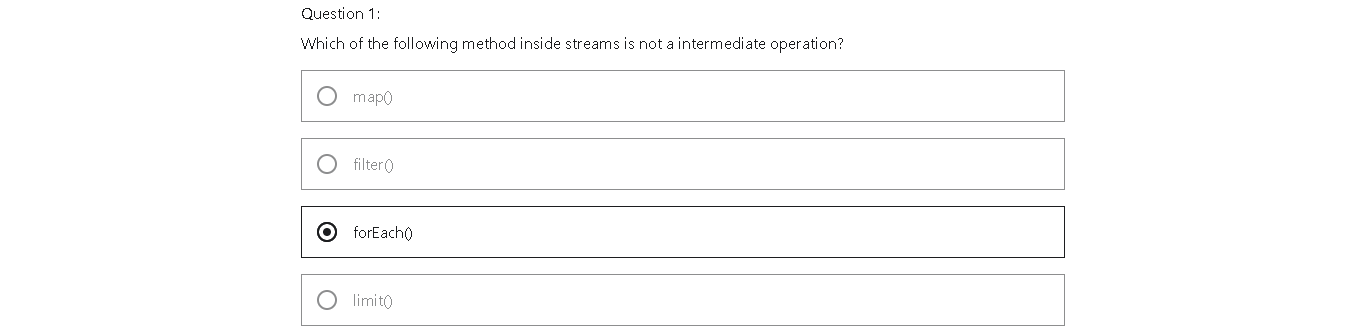 Question 1:
Which of the following method inside streams is not a intermediate operation?
map()
filter()
forEach()
limit()